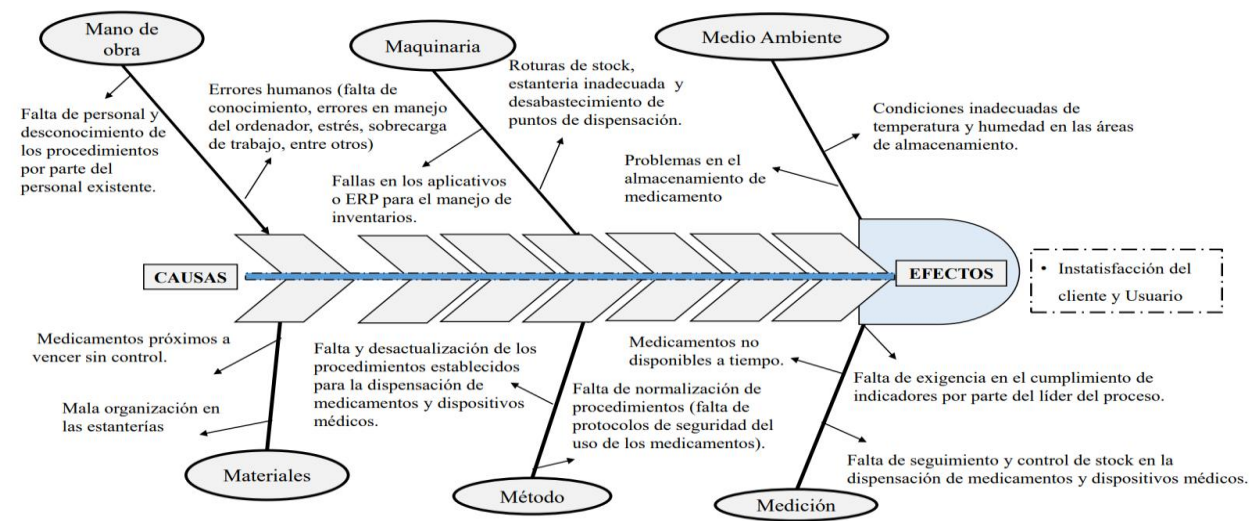 Mano de
obra
Maquinaria
Medio Ambiente
Falta de personal y
desconocimiento de
los procedimientos
por parte del
personal existente.
Errores humanos (falta de
conocimiento, errores en manejo
del ordenador, estrés, sobrecarga
de trabajo, entre otros)
Fallas en los aplicativos
o ERP para el manejo de
inventarios.
Roturas de stock,
estanteria inadecuada y
desabastecimiento de
puntos de dispensación.
Problemas en el
almacenamiento de
medicamento
Condiciones inadecuadas de
temperatura y humedad en las áreas
de almacenamiento.
CAUSAS
EFECTOS
• Instatisfacción del
cliente y Usuario
Medicamentos próximos a
vencer sin control.
Mala organización en
las estanterías
Falta y desactualización de los
procedimientos establecidos
para la dispensación de
medicamentos y dispositivos
médicos.
Falta de normalización de
procedimientos (falta de
protocolos de seguridad del
uso de los medicamentos).
Medicamentos no
disponibles a tiempo.
Falta de exigencia en el cumplimiento de
indicadores por parte del líder del proceso.
Falta de seguimiento y control de stock en la
dispensación de medicamentos y dispositivos médicos.
Materiales
Método
Medición